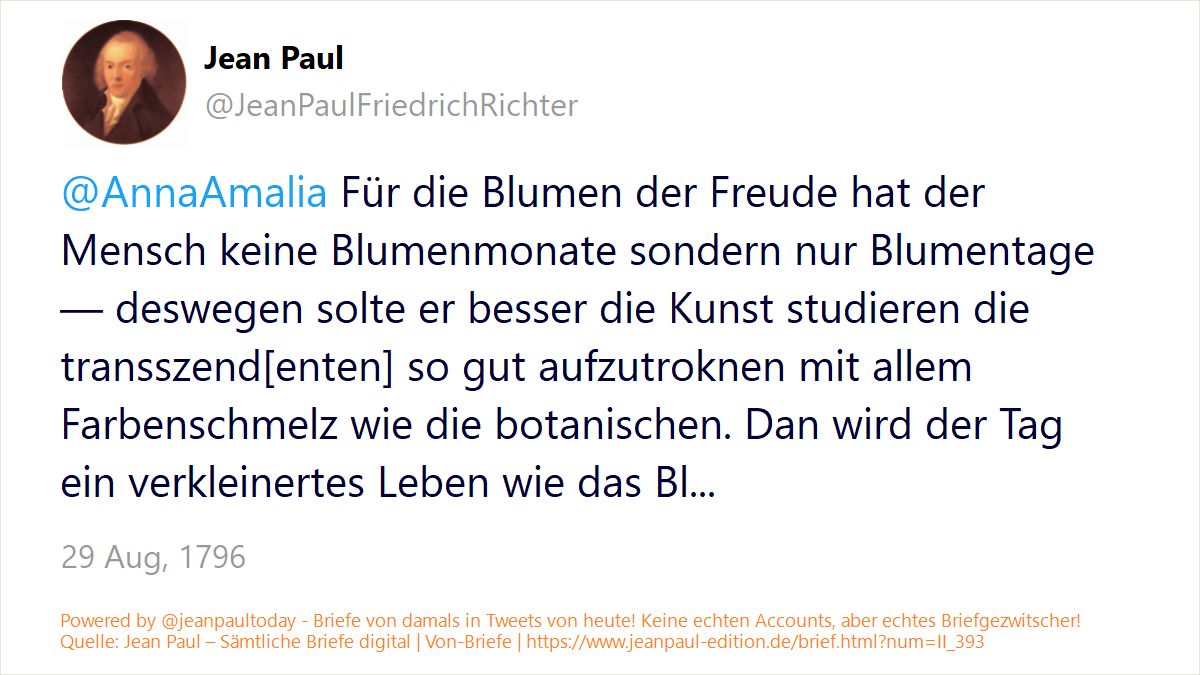 Jean Paul
@JeanPaulFriedrichRichter
@AnnaAmalia Für die Blumen der Freude hat der
Mensch keine Blumenmonate sondern nur Blumentage
— deswegen solte er besser die Kunst studieren die
transszend[enten] so gut aufzutroknen mit allem
Farbenschmelz wie die botanischen. Dan wird der Tag
ein verkleinertes Leben wie das Bl...
29 Aug, 1796
Powered by @jeanpaultoday - Briefe von damals in Tweets von heute! Keine echten Accounts, aber echtes Briefgezwitscher!
Quelle: Jean Paul – Sämtliche Briefe digital | Von-Briefe | https://www.jeanpaul-edition.de/brief.html?num=II_393